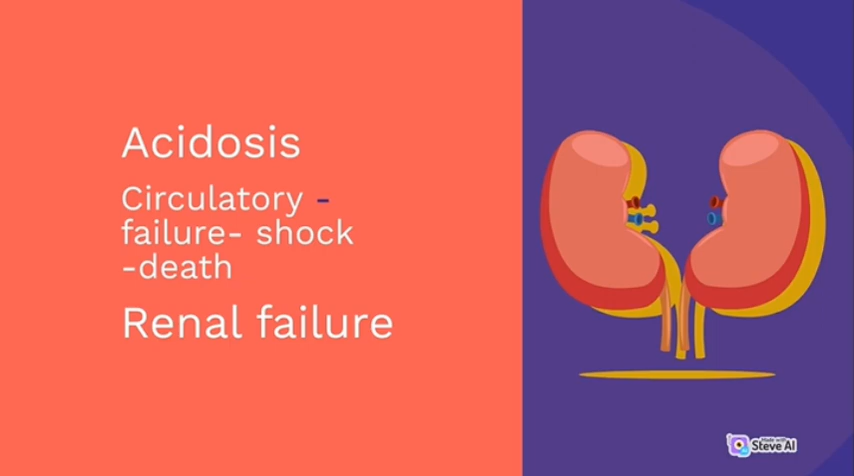 Acidosis
Circulatory -
failure- shock
-death
Renal failure
Made with
Steve AI